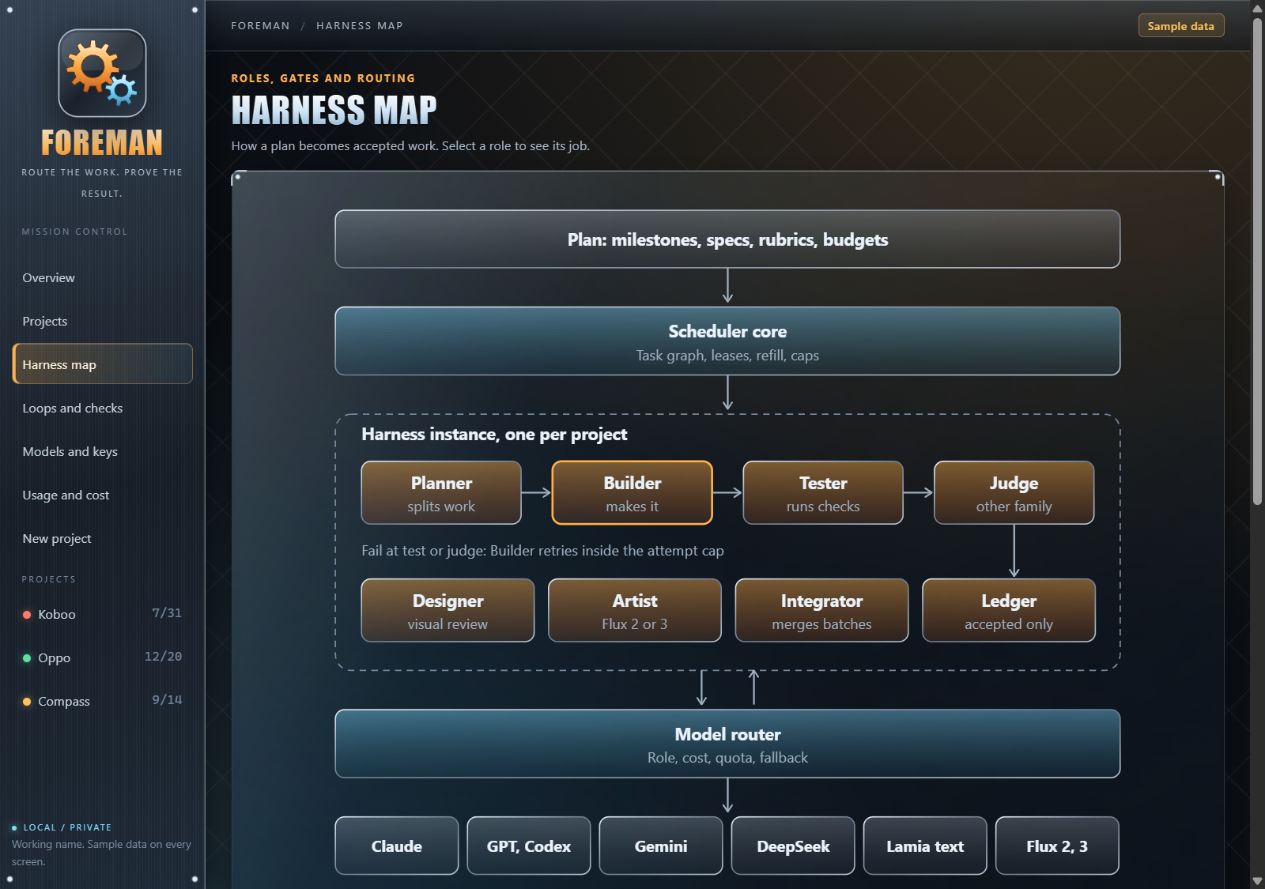 FOREMAN
ROUTE THE WORK. PROVE THE
RESULT.
MISSION CONTROL
Overview
Projects
Harness map
Loops and checks
Models and keys
Usage and cost
New project
PROJECTS
Koboo 7/31
Oppo 12/20
Compass 9/14
LOCAL / PRIVATE
Working name. Sample data on every
screen.
FOREMAN / HARNESS MAP
Sample data
ROLES, GATES AND ROUTING
HARNESS MAP
How a plan becomes accepted work. Select a role to see its job.
Plan: milestones, specs, rubrics, budgets
Scheduler core
Task graph, leases, refill, caps
Harness instance, one per project
Planner
splits work
Builder
makes it
Tester
runs checks
Judge
other family
Fail at test or judge: Builder retries inside the attempt cap
Designer
visual review
Artist
Flux 2 or 3
Integrator
merges batches
Ledger
accepted only
Model router
Role, cost, quota, fallback
Claude
GPT, Codex
Gemini
DeepSeek
Lamia text
Flux 2, 3